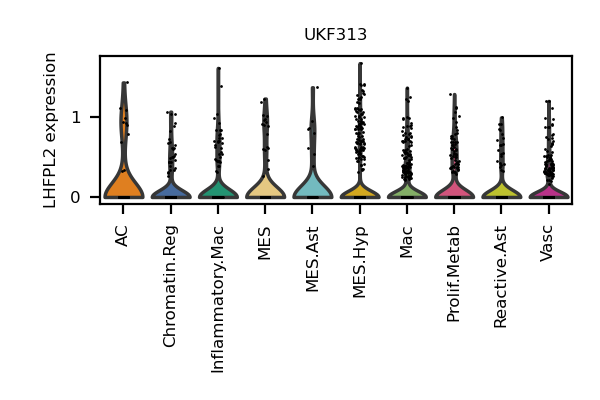 UKF313
LHFPL2 expression
1
0
AC
Chromatin.Reg
Inflammatory.Mac
MES
MES.Ast
MES.Hyp
Mac
Prolif.Metab
Reactive.Ast
Vasc